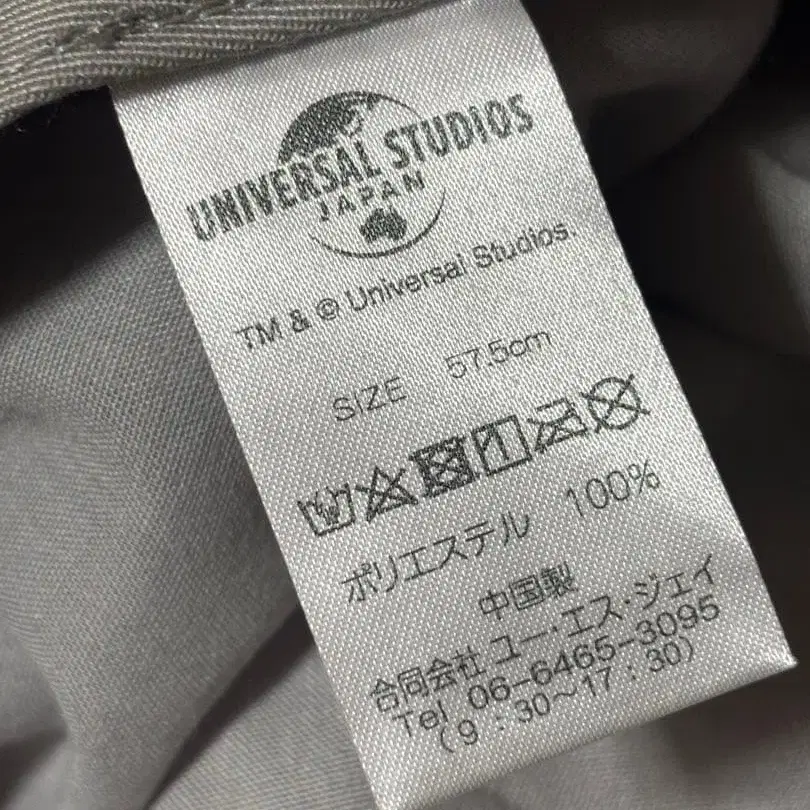 UNIVERSAL STUDIOS
JAPAN
TM & © Universal Studios.
SIZE 57.5cm
ポリエステル 100%
中国製
合同会社 ユー・エス・ジェイ
Tel 06-6465-3095
(9：30～17：30)